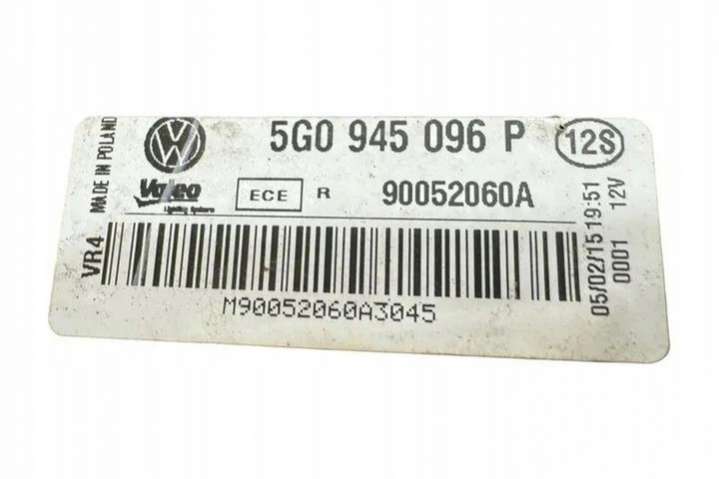 MADE IN POLAND
VR4
VW
5G0 945 096 P
12S
Valeo
ECE R 90052060A
M90052060A3045
05/02/15 19:51
0001 12V